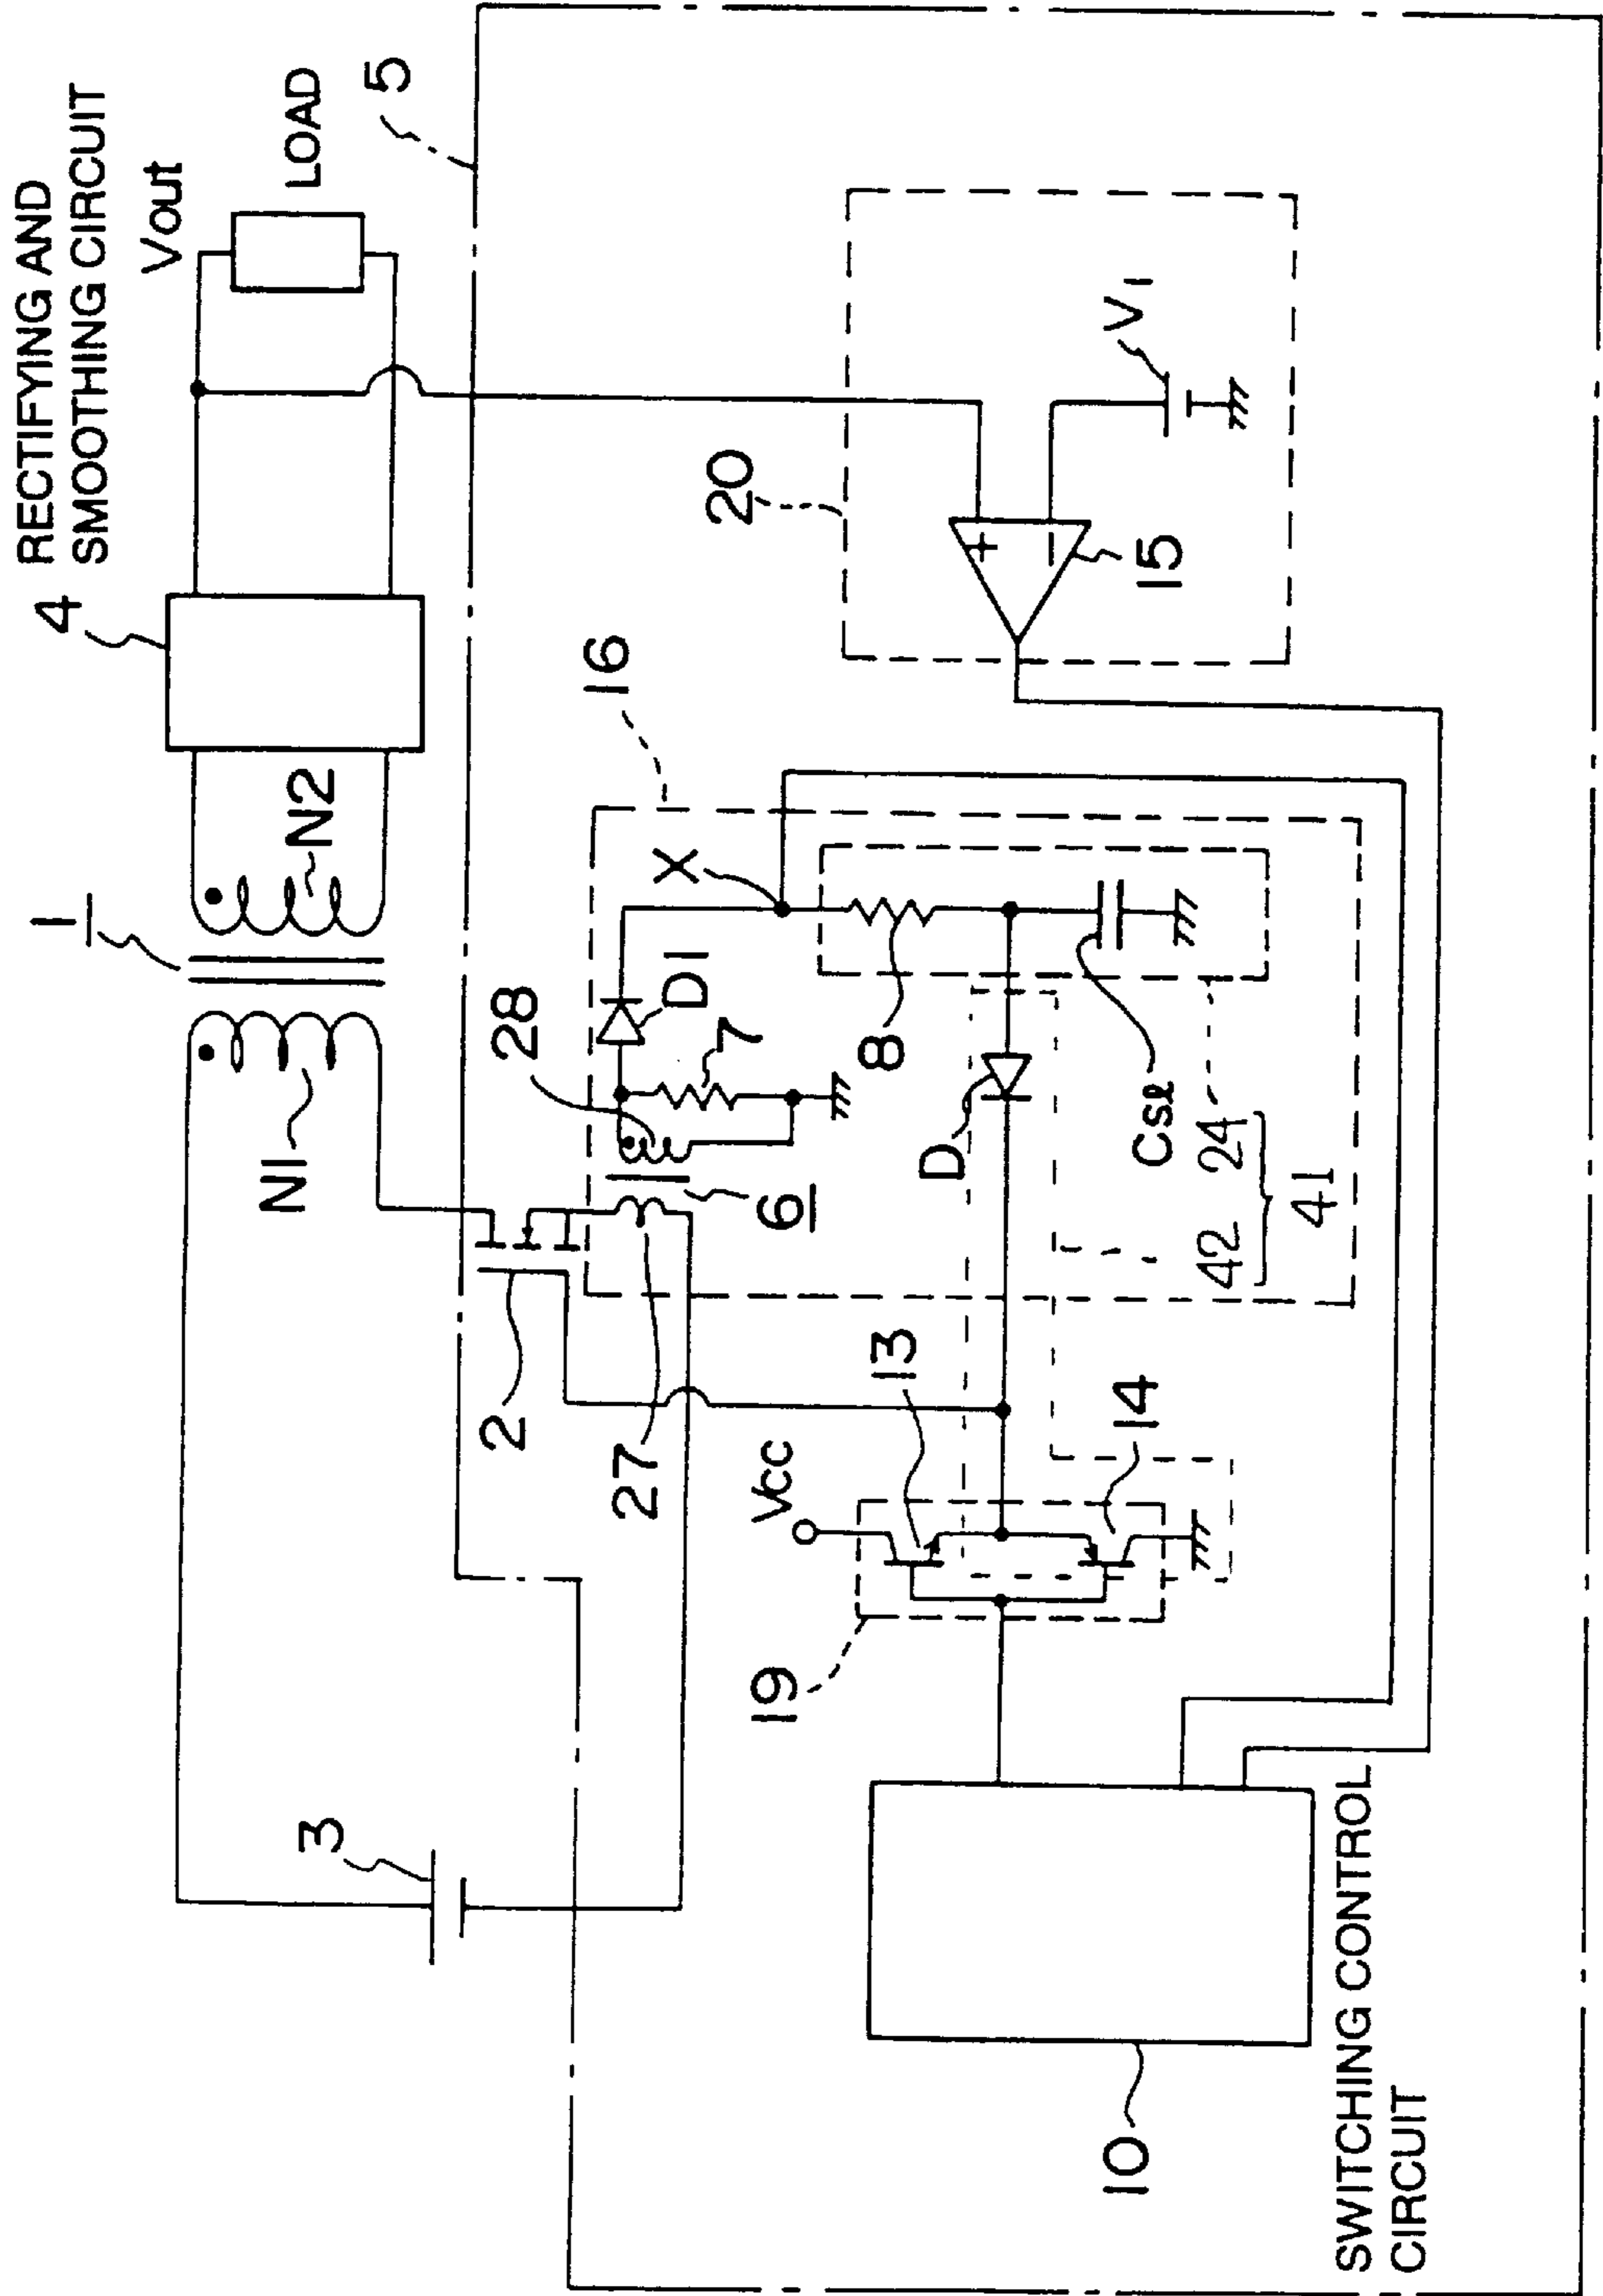 RECTIFYING AND
SMOOTHING CIRCUIT
4
Vout
1
N1
N2
LOAD
3
5
2
28
D1
X
16
27
6
7
20
Vcc
13
D
8
19
14
Csℓ
15
V1
42 24
41
10
SWITCHING CONTROL
CIRCUIT